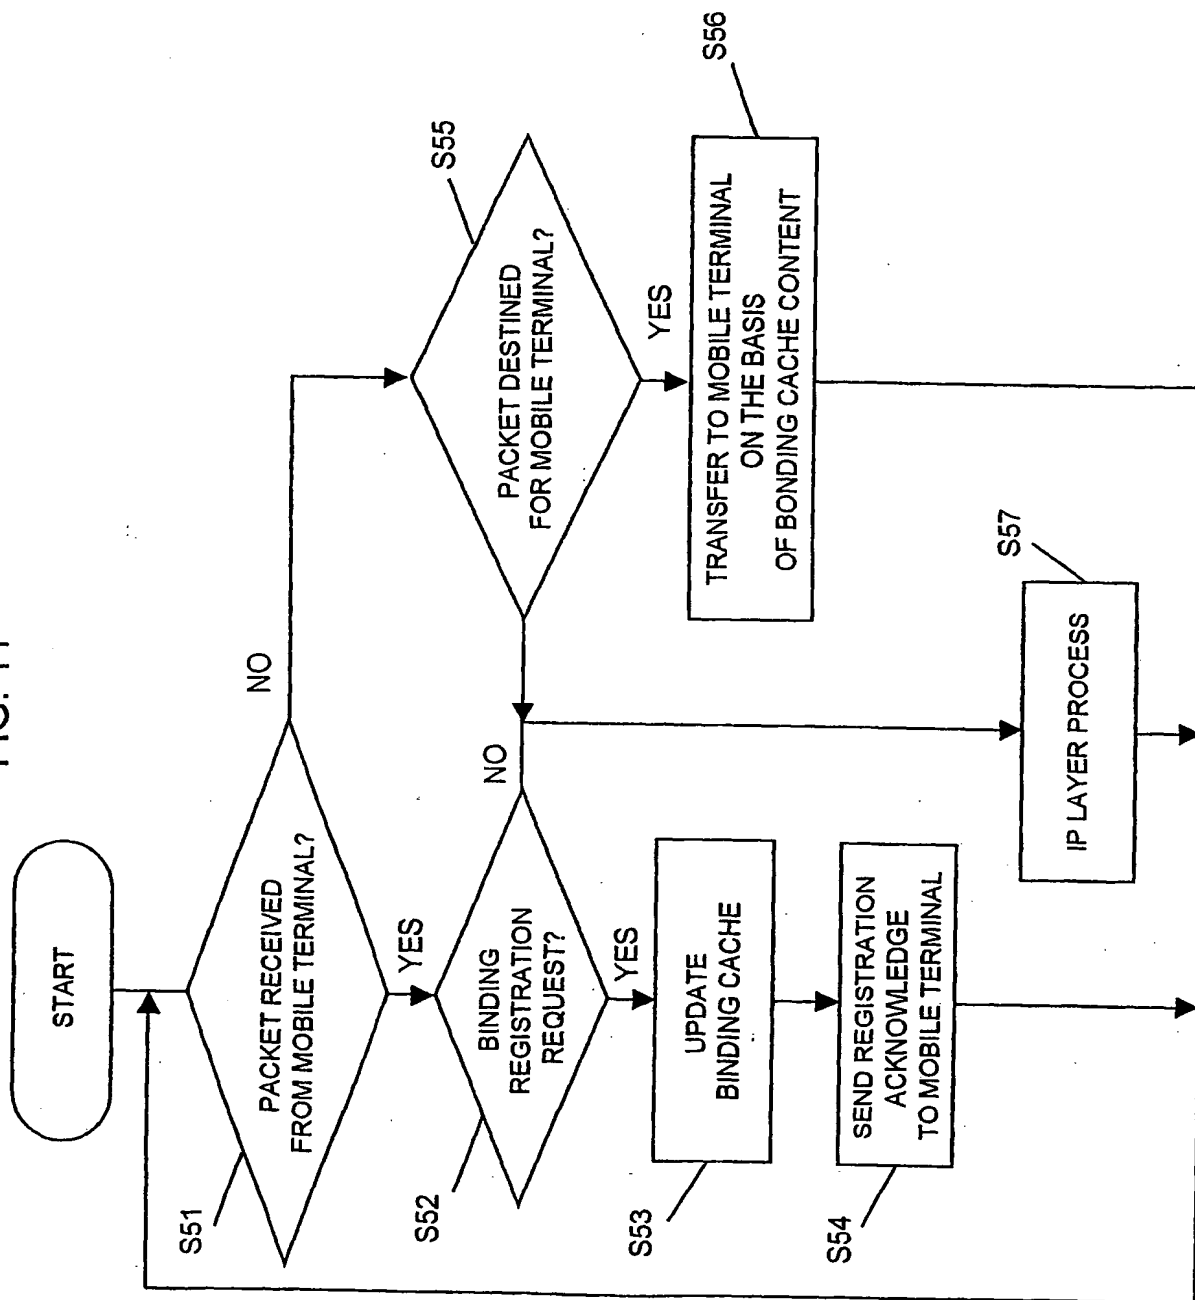 START
PACKET RECEIVED
FROM MOBILE TERMINAL?
S51
NO
YES
BINDING
REGISTRATION
REQUEST?
S52
NO
YES
UPDATE
BINDING CACHE
S53
SEND REGISTRATION
ACKNOWLEDGE
TO MOBILE TERMINAL
S54
PACKET DESTINED
FOR MOBILE TERMINAL?
S55
YES
TRANSFER TO MOBILE TERMINAL
ON THE BASIS
OF BONDING CACHE CONTENT
S56
IP LAYER PROCESS
S57